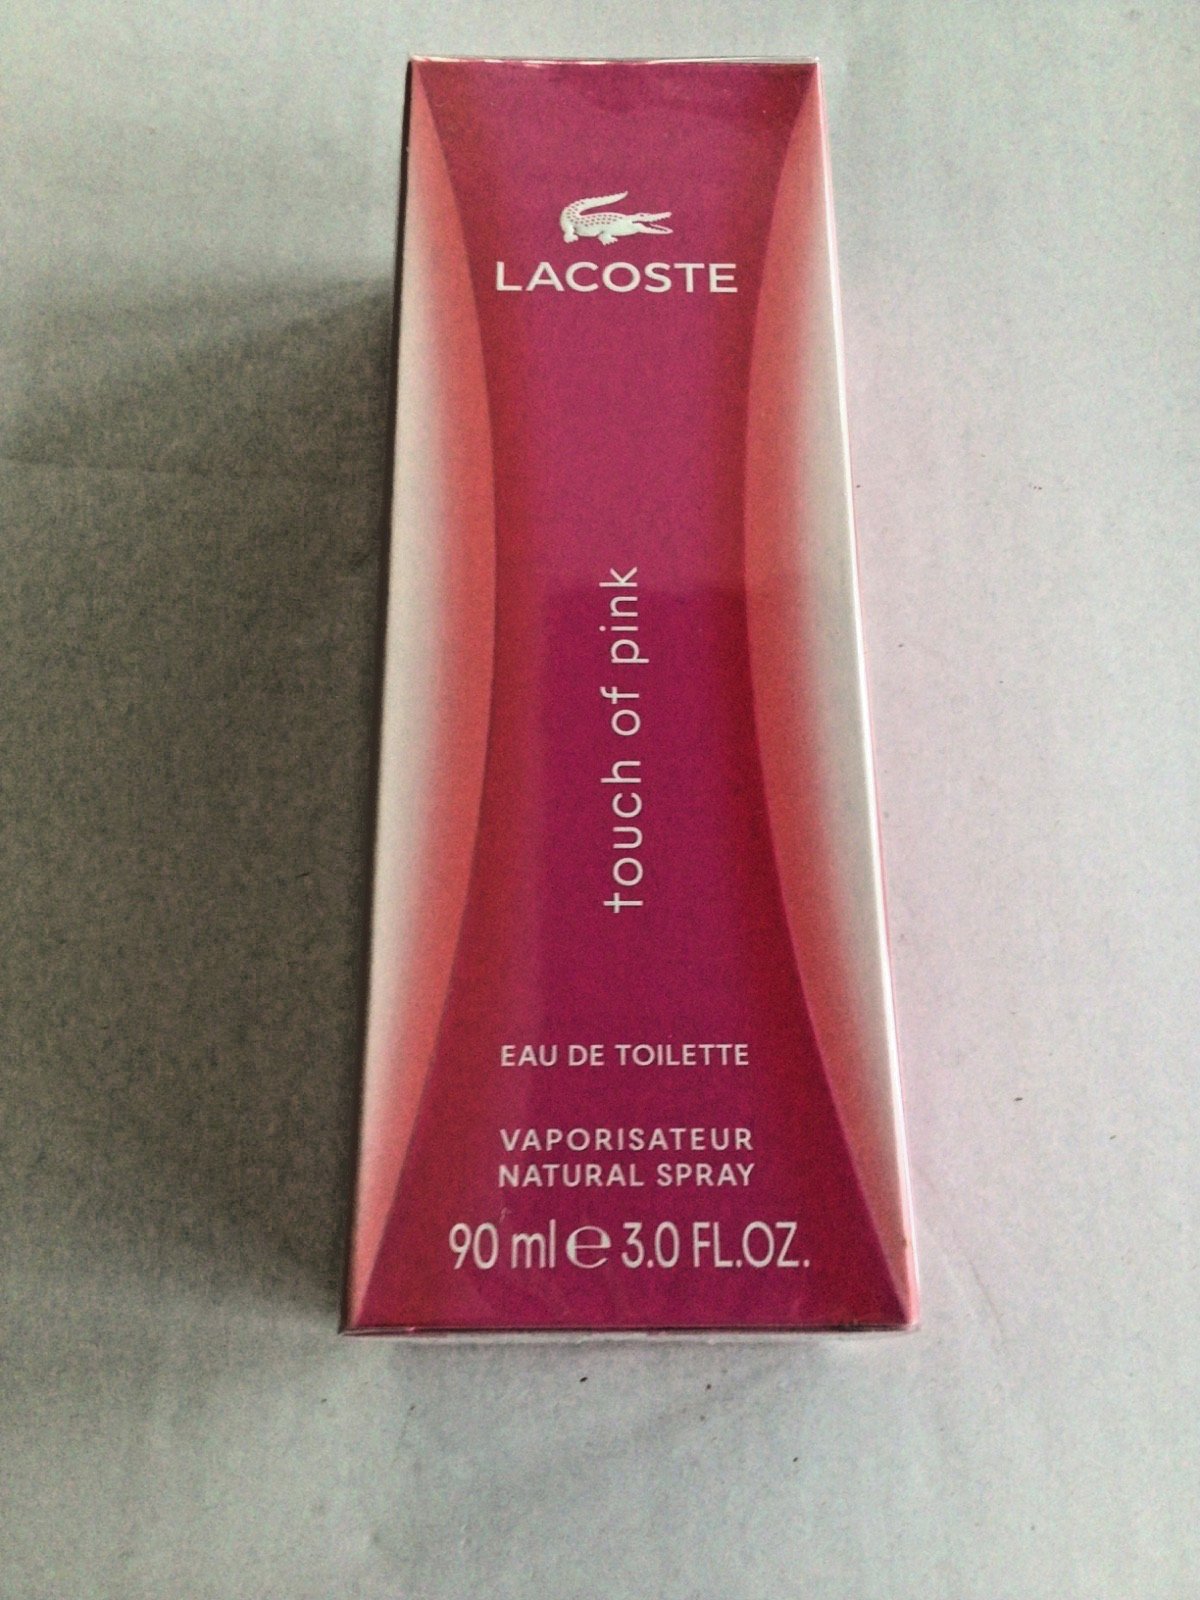 LACOSTE
touch of pink
EAU DE TOILETTE
VAPORISATEUR
NATURAL SPRAY
90 ml ℮ 3.0 FL.OZ.